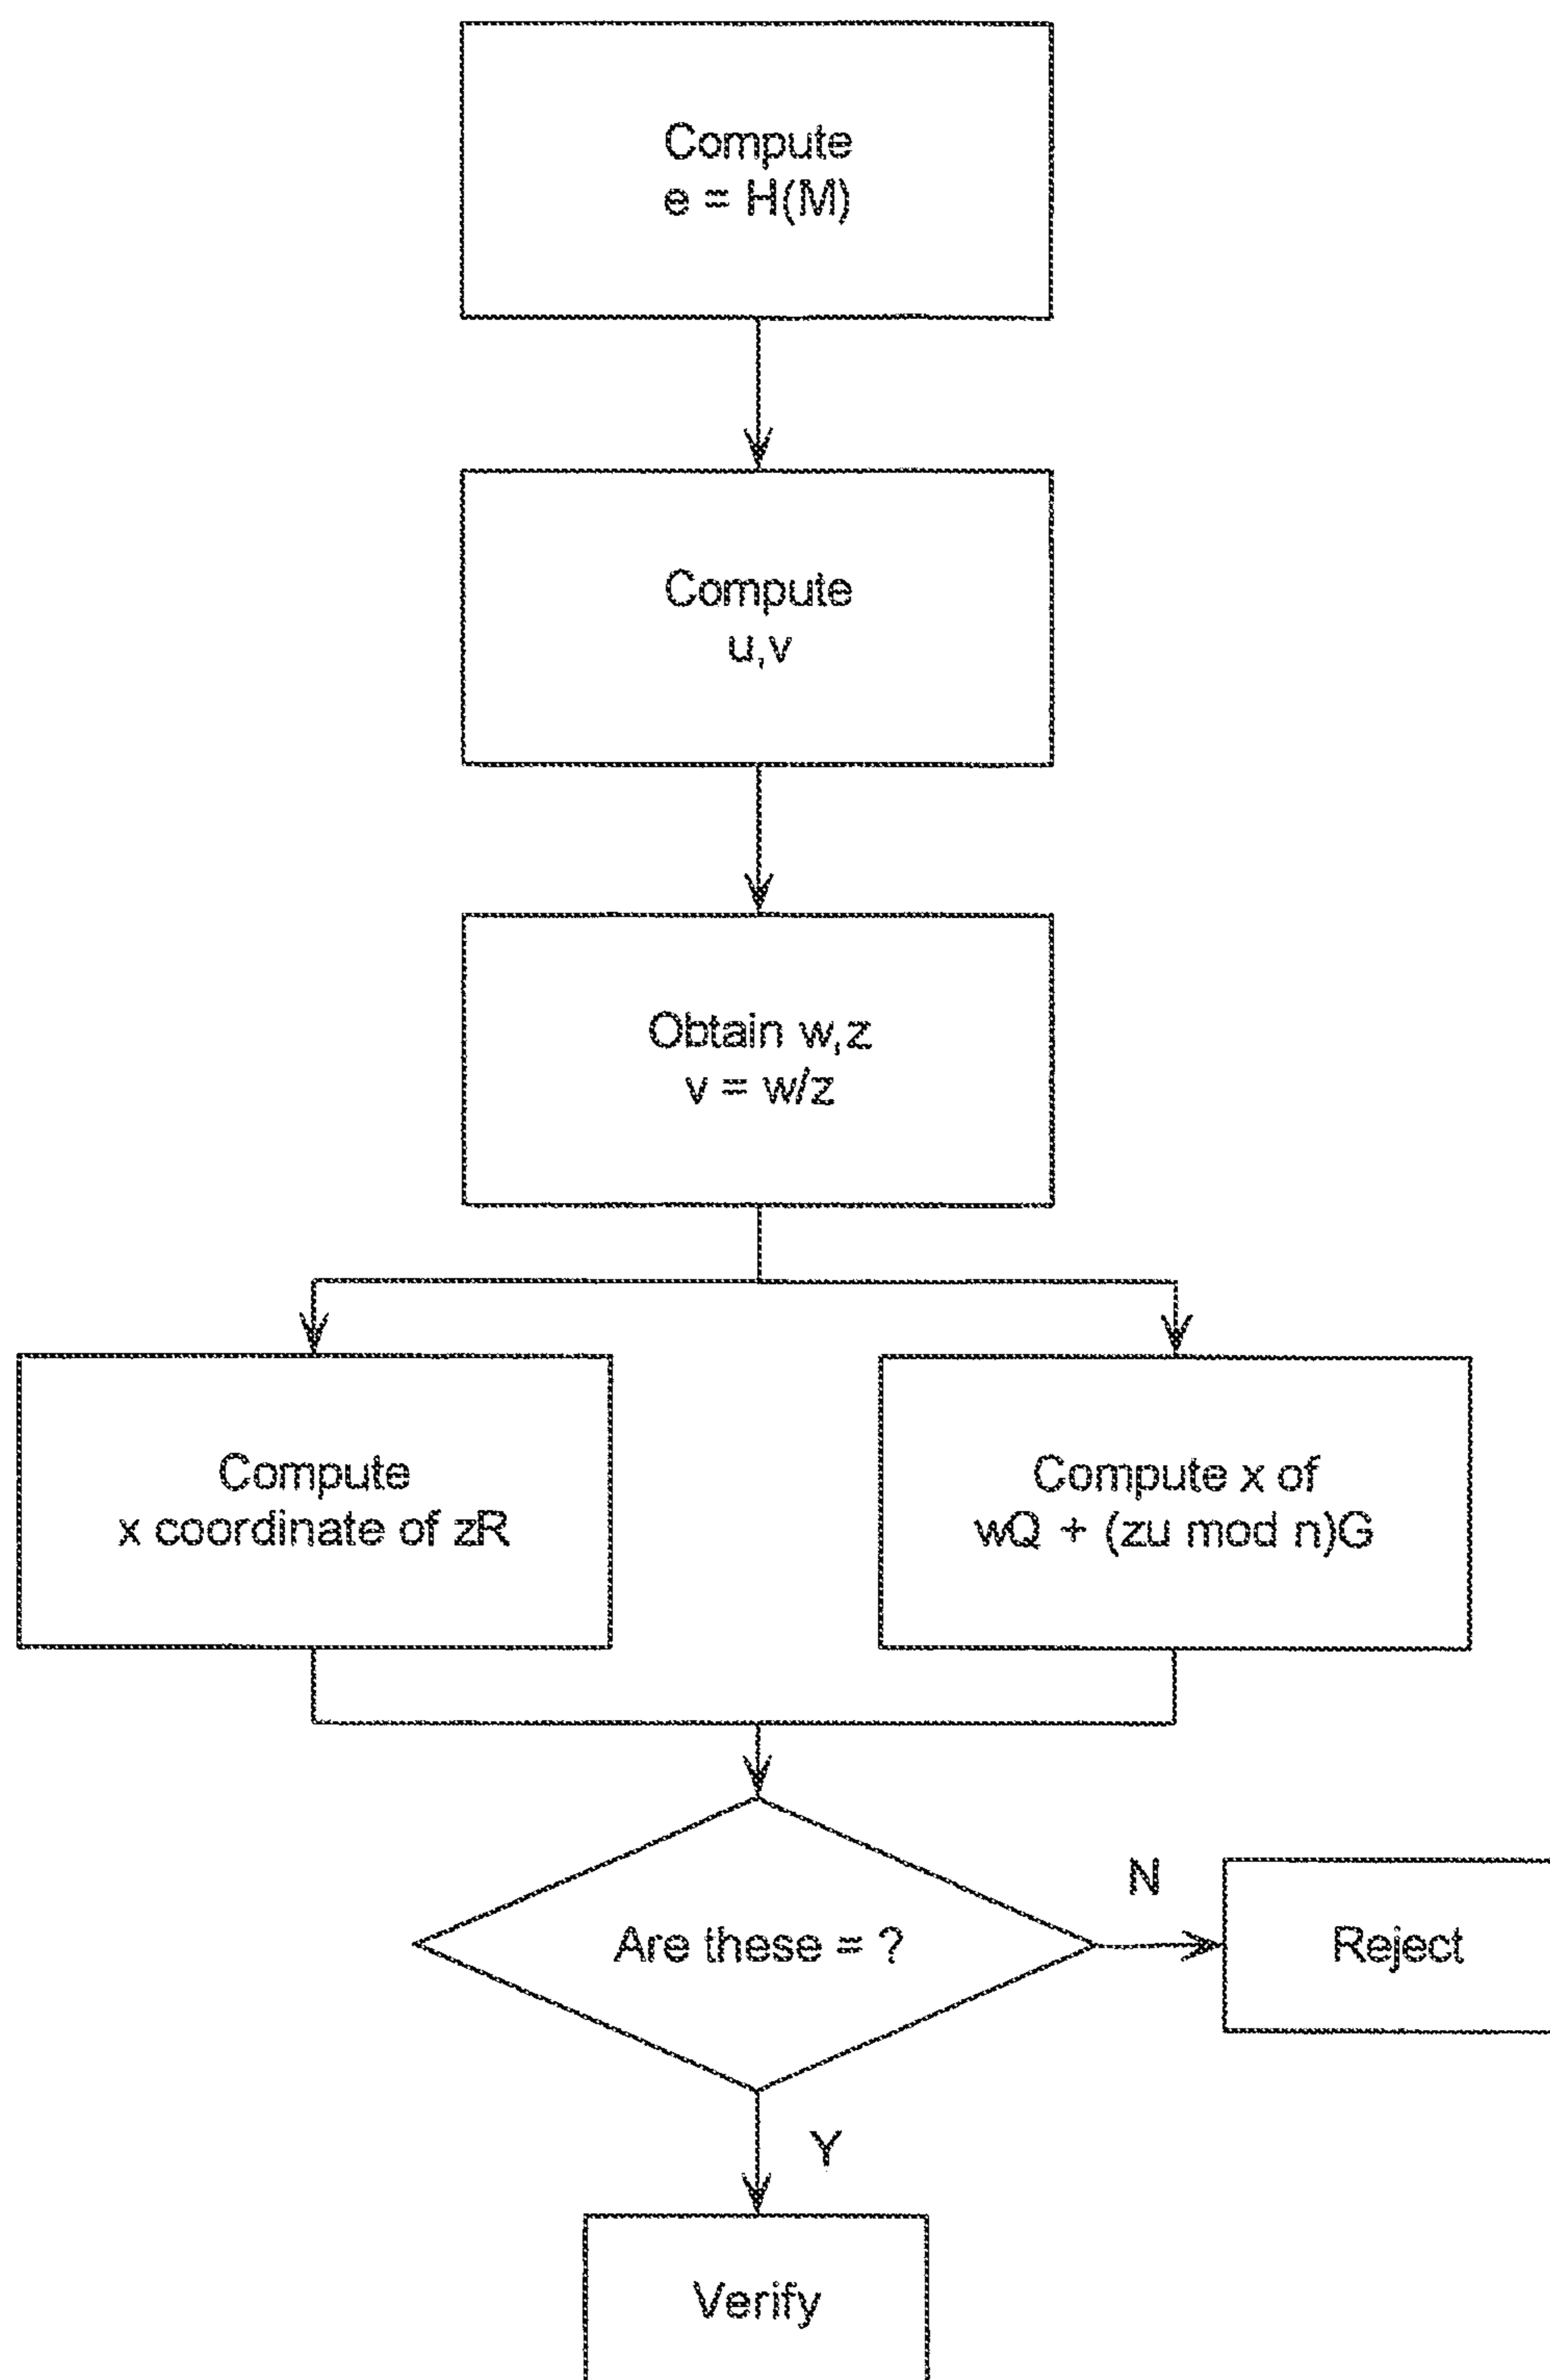 Compute
e = H(M)
Compute
u,v
Obtain w,z
v = w/z
Compute
x coordinate of zR
Compute x of
wQ + (zu mod n)G
Are these = ?
N
Reject
Y
Verify